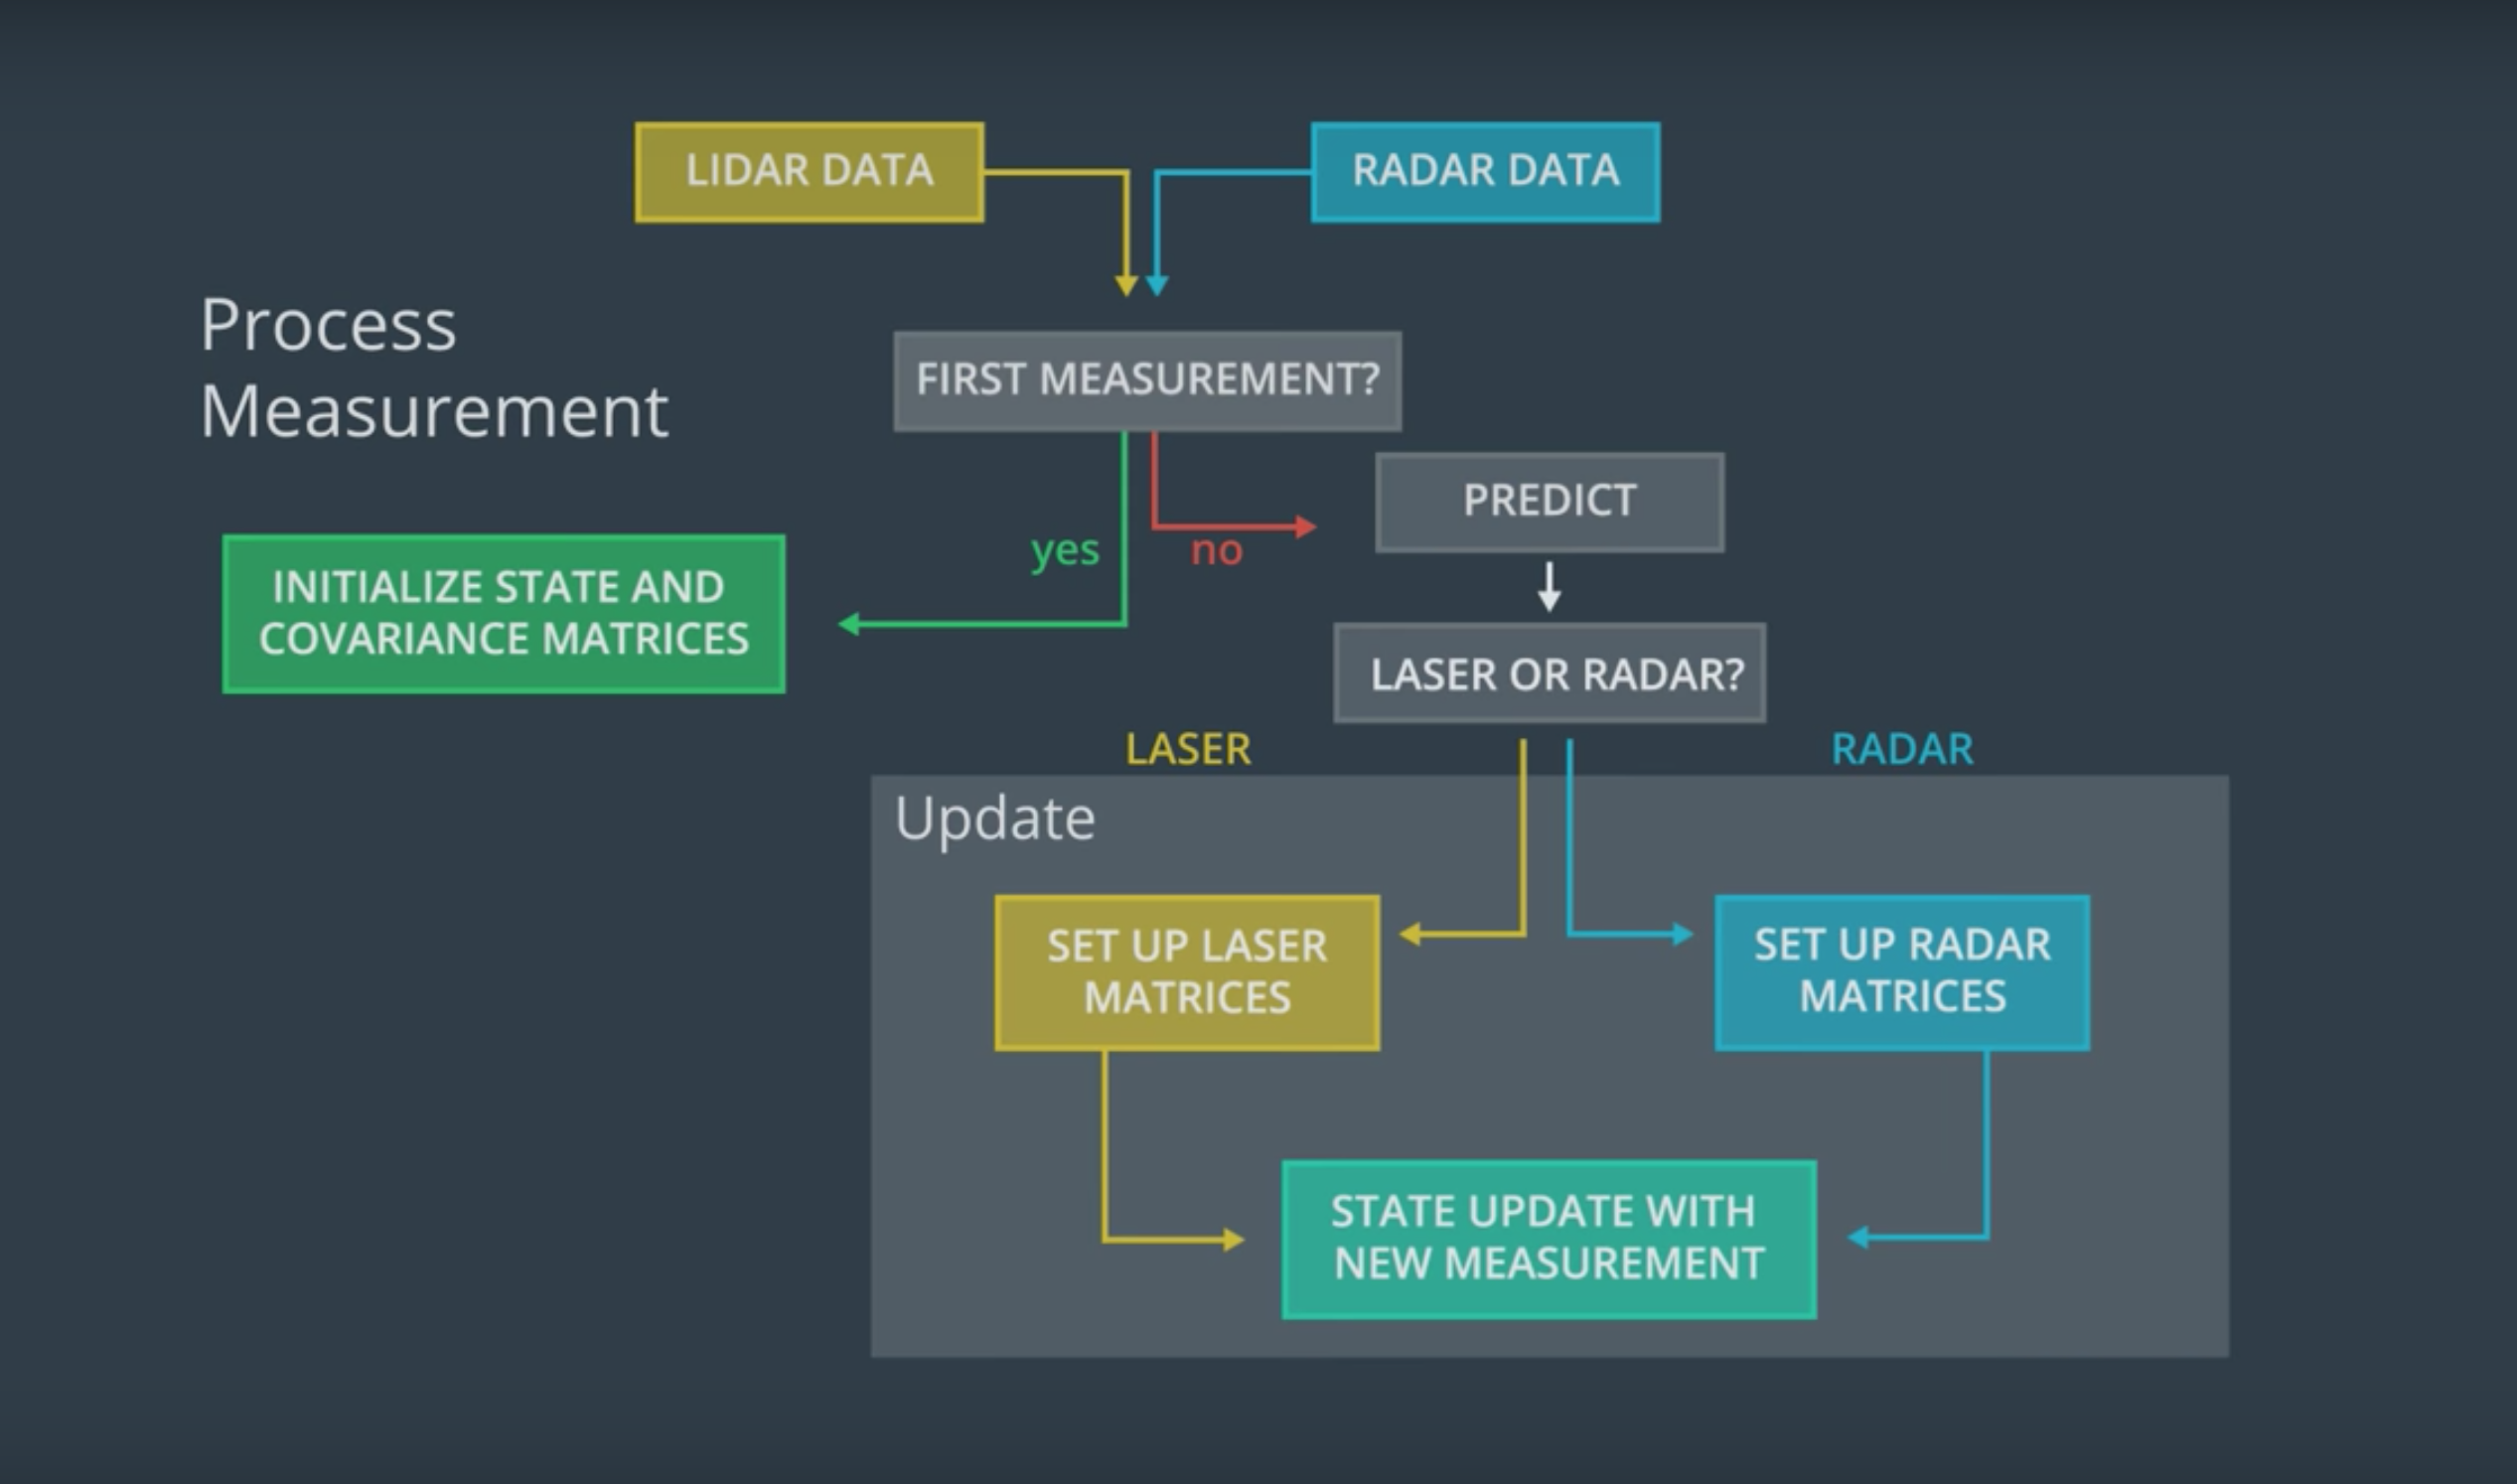 LIDAR DATA
RADAR DATA
Process
Measurement
FIRST MEASUREMENT?
yes
no
PREDICT
INITIALIZE STATE AND
COVARIANCE MATRICES
LASER OR RADAR?
LASER
RADAR
Update
SET UP LASER
MATRICES
SET UP RADAR
MATRICES
STATE UPDATE WITH
NEW MEASUREMENT